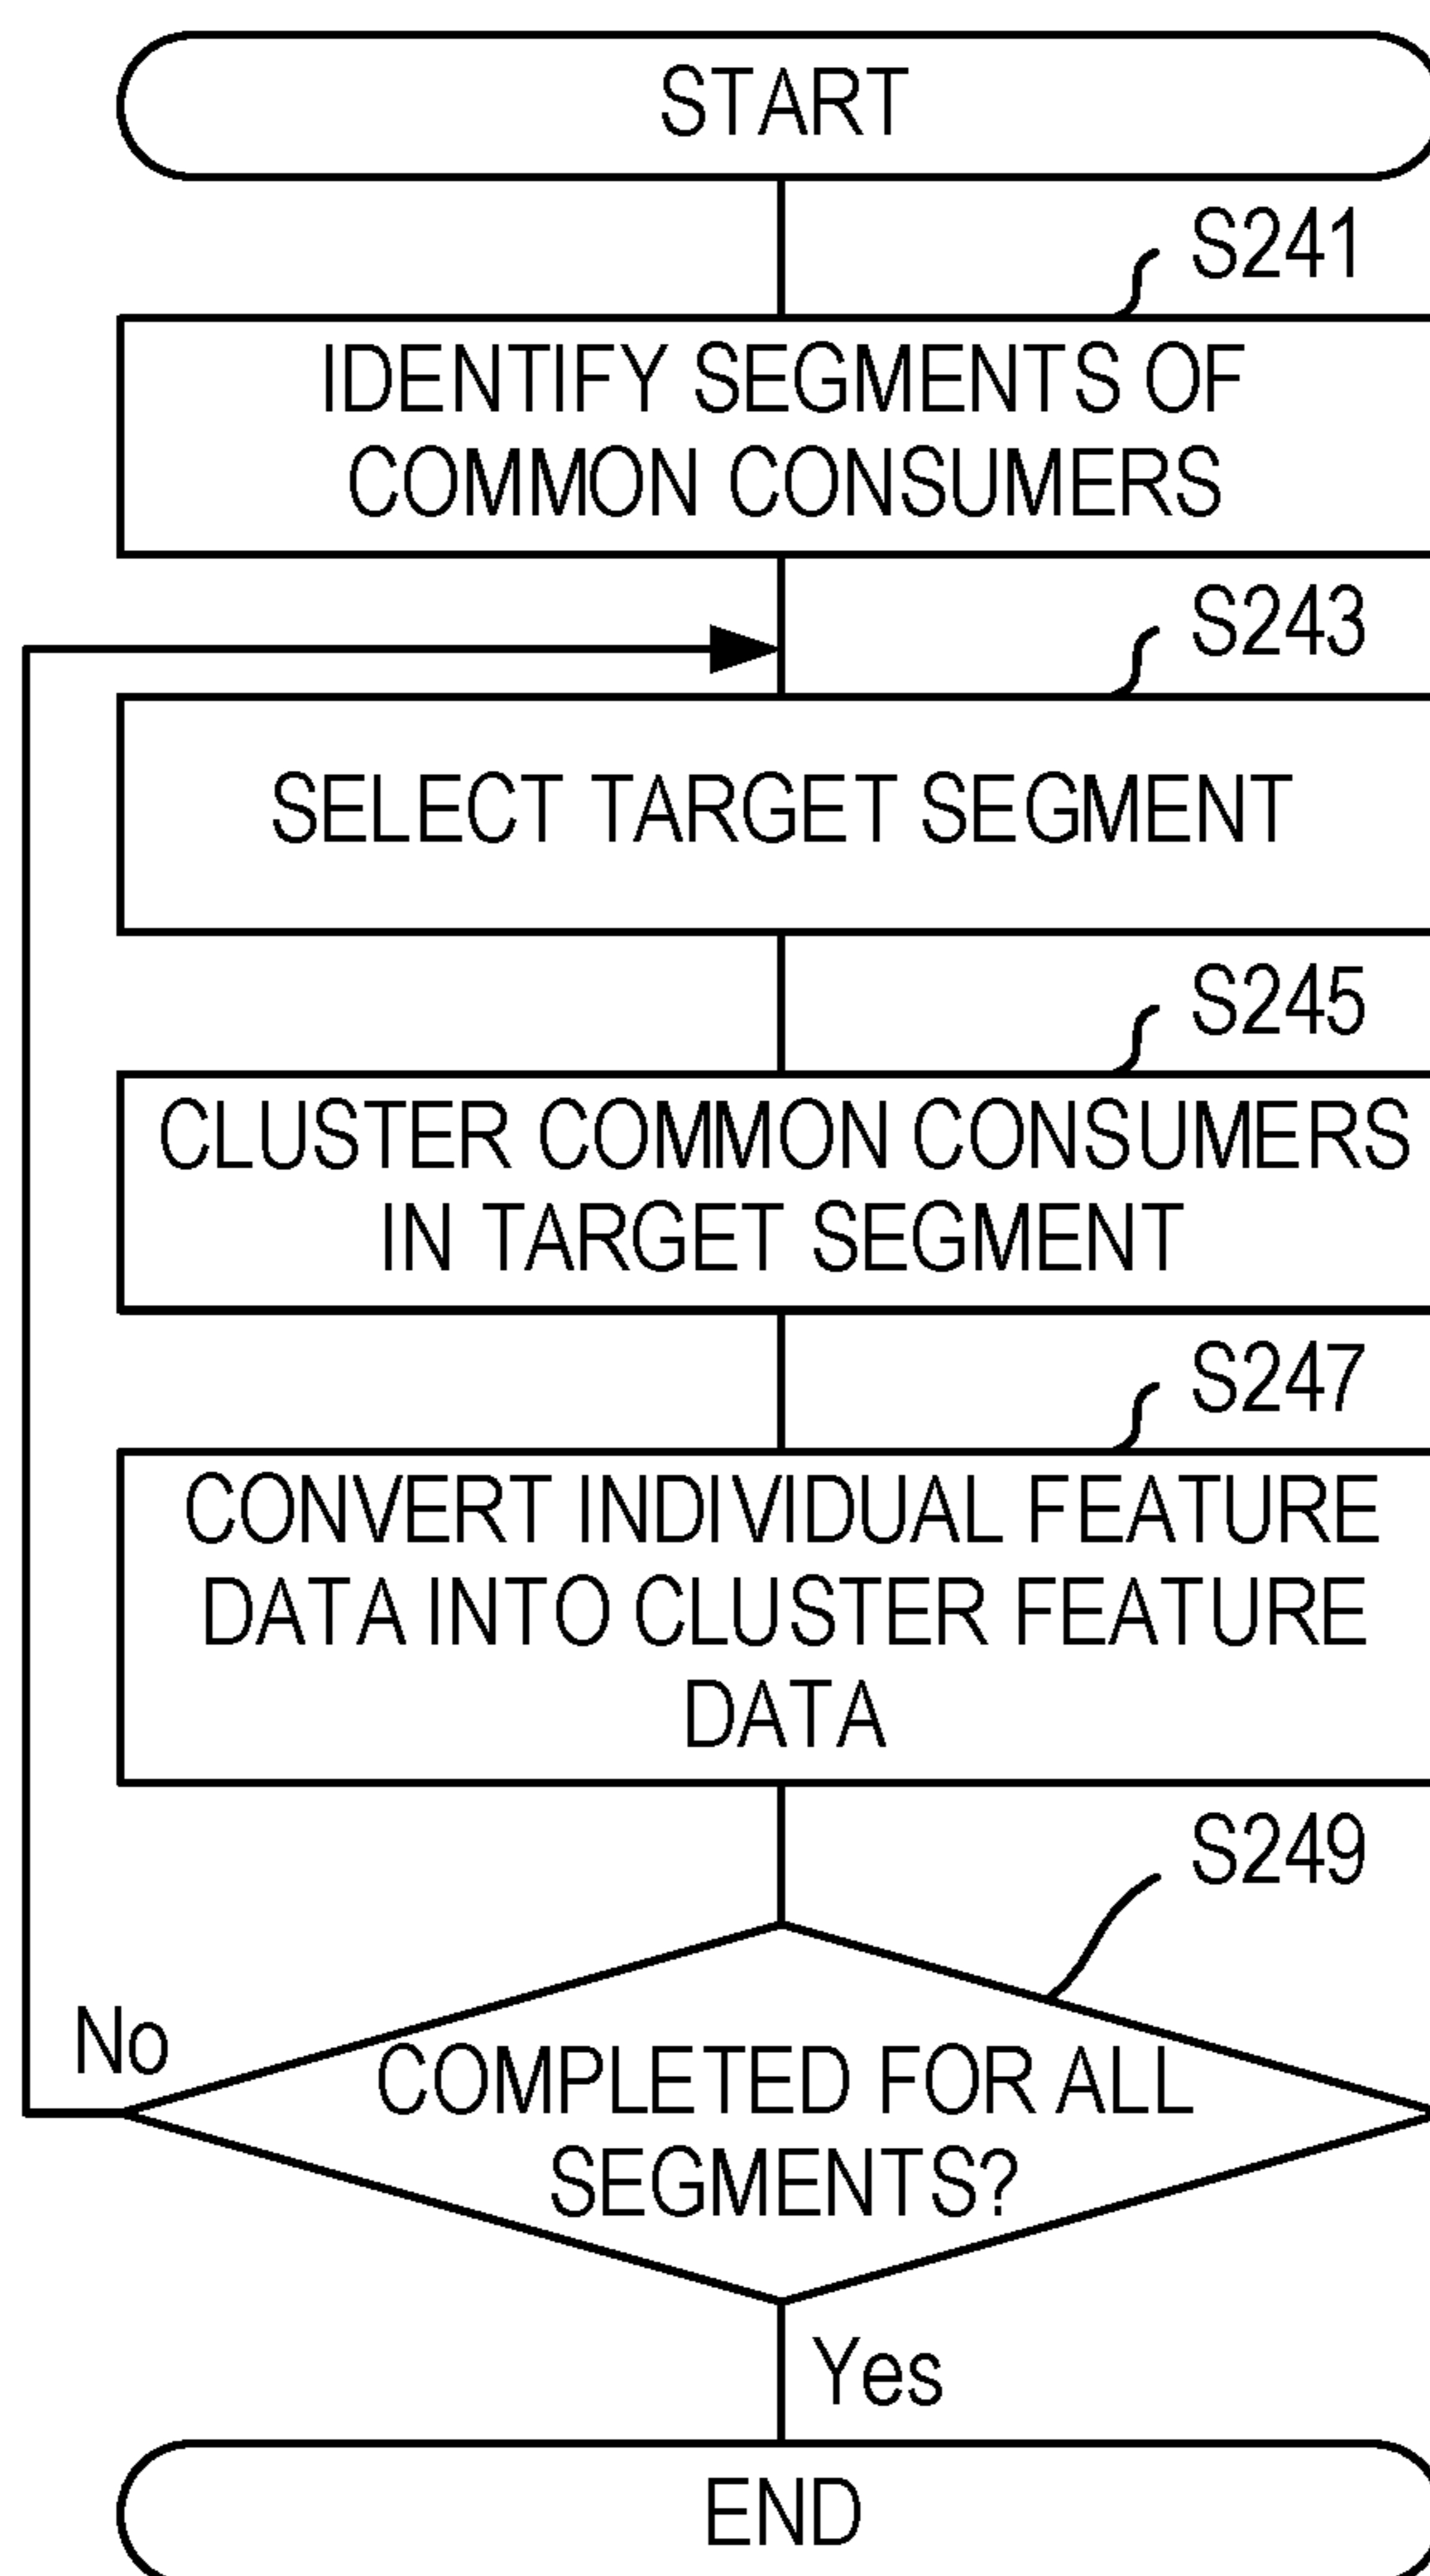 START
S241
IDENTIFY SEGMENTS OF
COMMON CONSUMERS
S243
SELECT TARGET SEGMENT
S245
CLUSTER COMMON CONSUMERS
IN TARGET SEGMENT
S247
CONVERT INDIVIDUAL FEATURE
DATA INTO CLUSTER FEATURE
DATA
S249
No
COMPLETED FOR ALL
SEGMENTS?
Yes
END